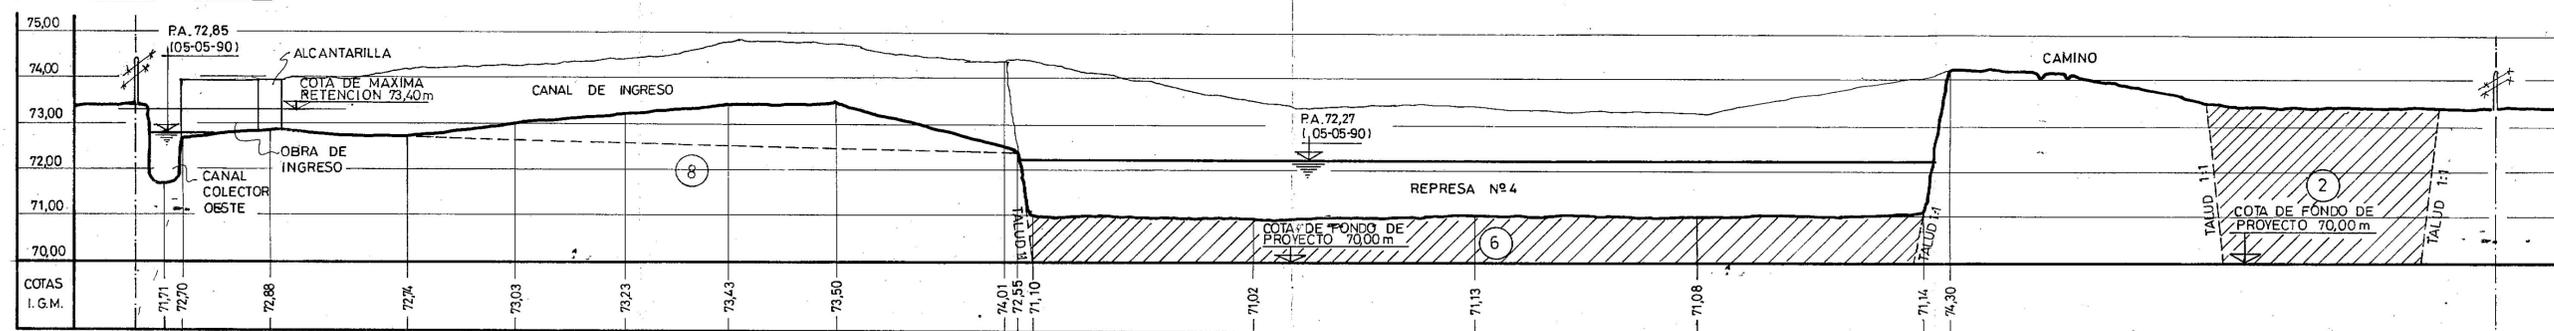 75,00
74,00
73,00
72,00
71,00
70,00
COTAS
I.G.M.
P.A. 72,85
(05-05-90)
ALCANTARILLA
COTA DE MAXIMA
RETENCION 73,40m
CANAL DE INGRESO
OBRA DE
INGRESO
CANAL
COLECTOR
OESTE
8
P.A. 72,27
(05-05-90)
REPRESA Nº 4
CAMINO
TALUD
COTA DE FONDO DE
PROYECTO 70,00 m
6
TALUD 1:1
TALUD 1:1
2
COTA DE FONDO DE
PROYECTO 70,00 m
TALUD 1:1
71,71
72,70
72,88
72,74
73,03
73,23
73,43
73,50
74,01
72,55
71,10
71,02
71,13
71,08
71,14
74,30